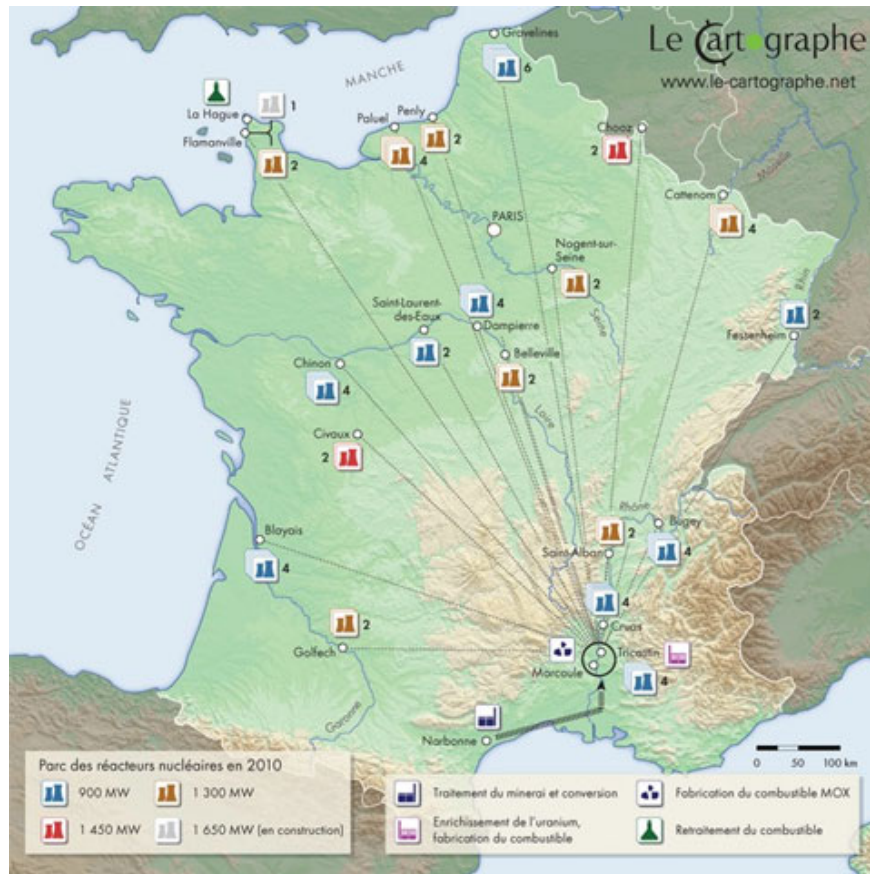 Le Cartographe
www.le-cartographe.net
Gravelines
6
MANCHE
La Hague
1
Flamanville
2
Paluel
Penly
2
4
Chooz
2
Moselle
Cattenom
4
PARIS
Nogent-sur-
Seine
2
Seine
Rhin
2
Fessenheim
Saint-Laurent-
des-Eaux
4
Dampierre
2
Belleville
2
Chinon
4
Loire
Civaux
2
OCÉAN ATLANTIQUE
Blayais
4
Rhône
Bugey
2
Saint-Alban
4
4
Cruas
2
Golfech
Tricastin
Marcoule
4
Garonne
Narbonne
0 50 100 km
Parc des réacteurs nucléaires en 2010
900 MW
1 300 MW
1 450 MW
1 650 MW (en construction)
Traitement du minerai et conversion
Fabrication du combustible MOX
Enrichissement de l'uranium,
fabrication du combustible
Retraitement du combustible